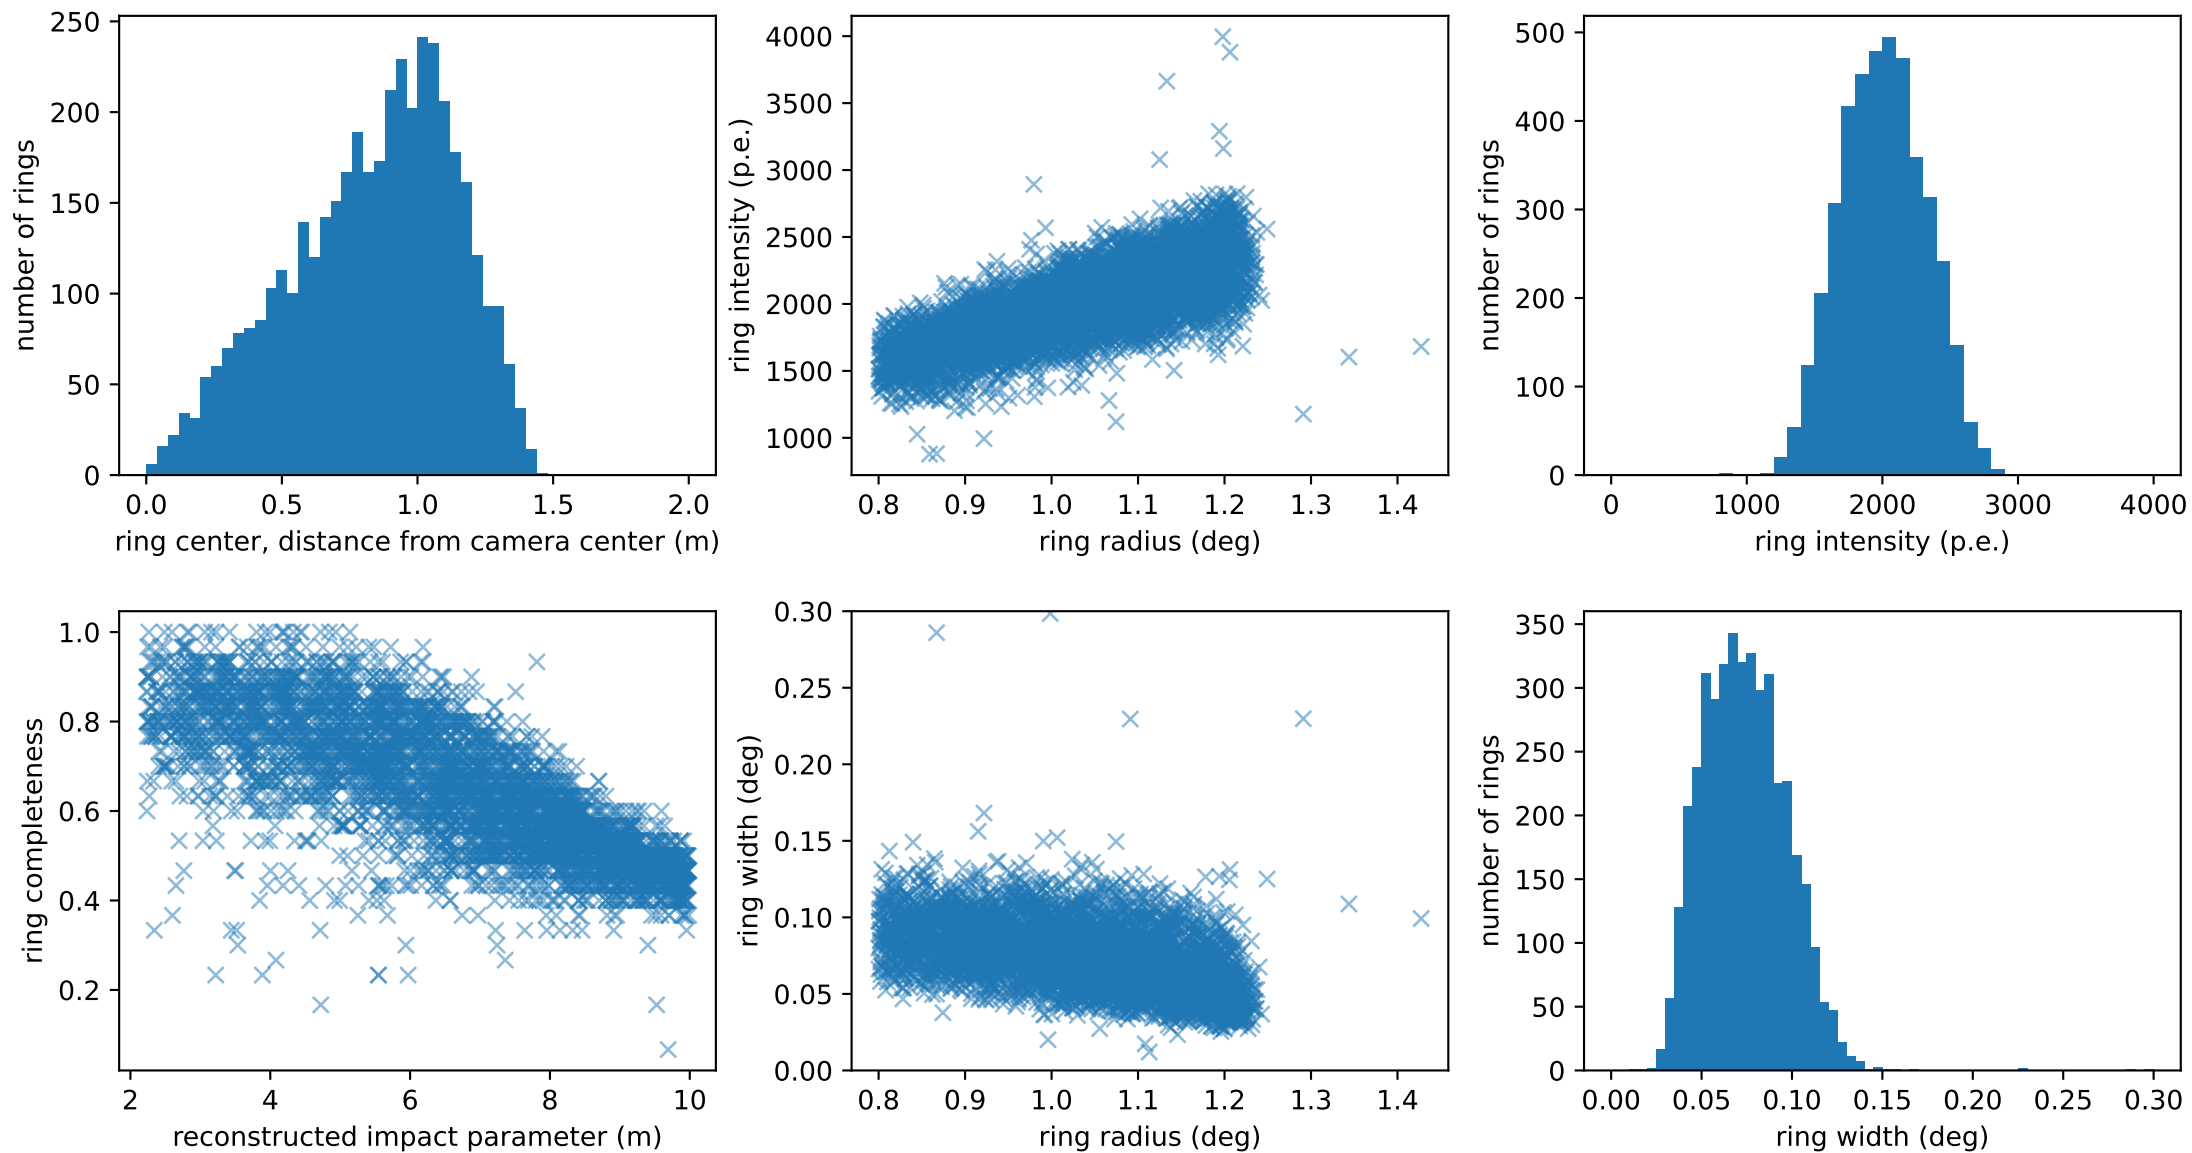 250
200
150
100
50
0
number of rings
0.0 0.5 1.0 1.5 2.0
ring center, distance from camera center (m)
4000
3500
3000
2500
2000
1500
1000
ring intensity (p.e.)
0.8 0.9 1.0 1.1 1.2 1.3 1.4
ring radius (deg)
500
400
300
200
100
0
number of rings
0 1000 2000 3000 4000
ring intensity (p.e.)
1.0
0.8
0.6
0.4
0.2
ring completeness
2 4 6 8 10
reconstructed impact parameter (m)
0.30
0.25
0.20
0.15
0.10
0.05
0.00
ring width (deg)
0.8 0.9 1.0 1.1 1.2 1.3 1.4
ring radius (deg)
350
300
250
200
150
100
50
0
number of rings
0.00 0.05 0.10 0.15 0.20 0.25 0.30
ring width (deg)